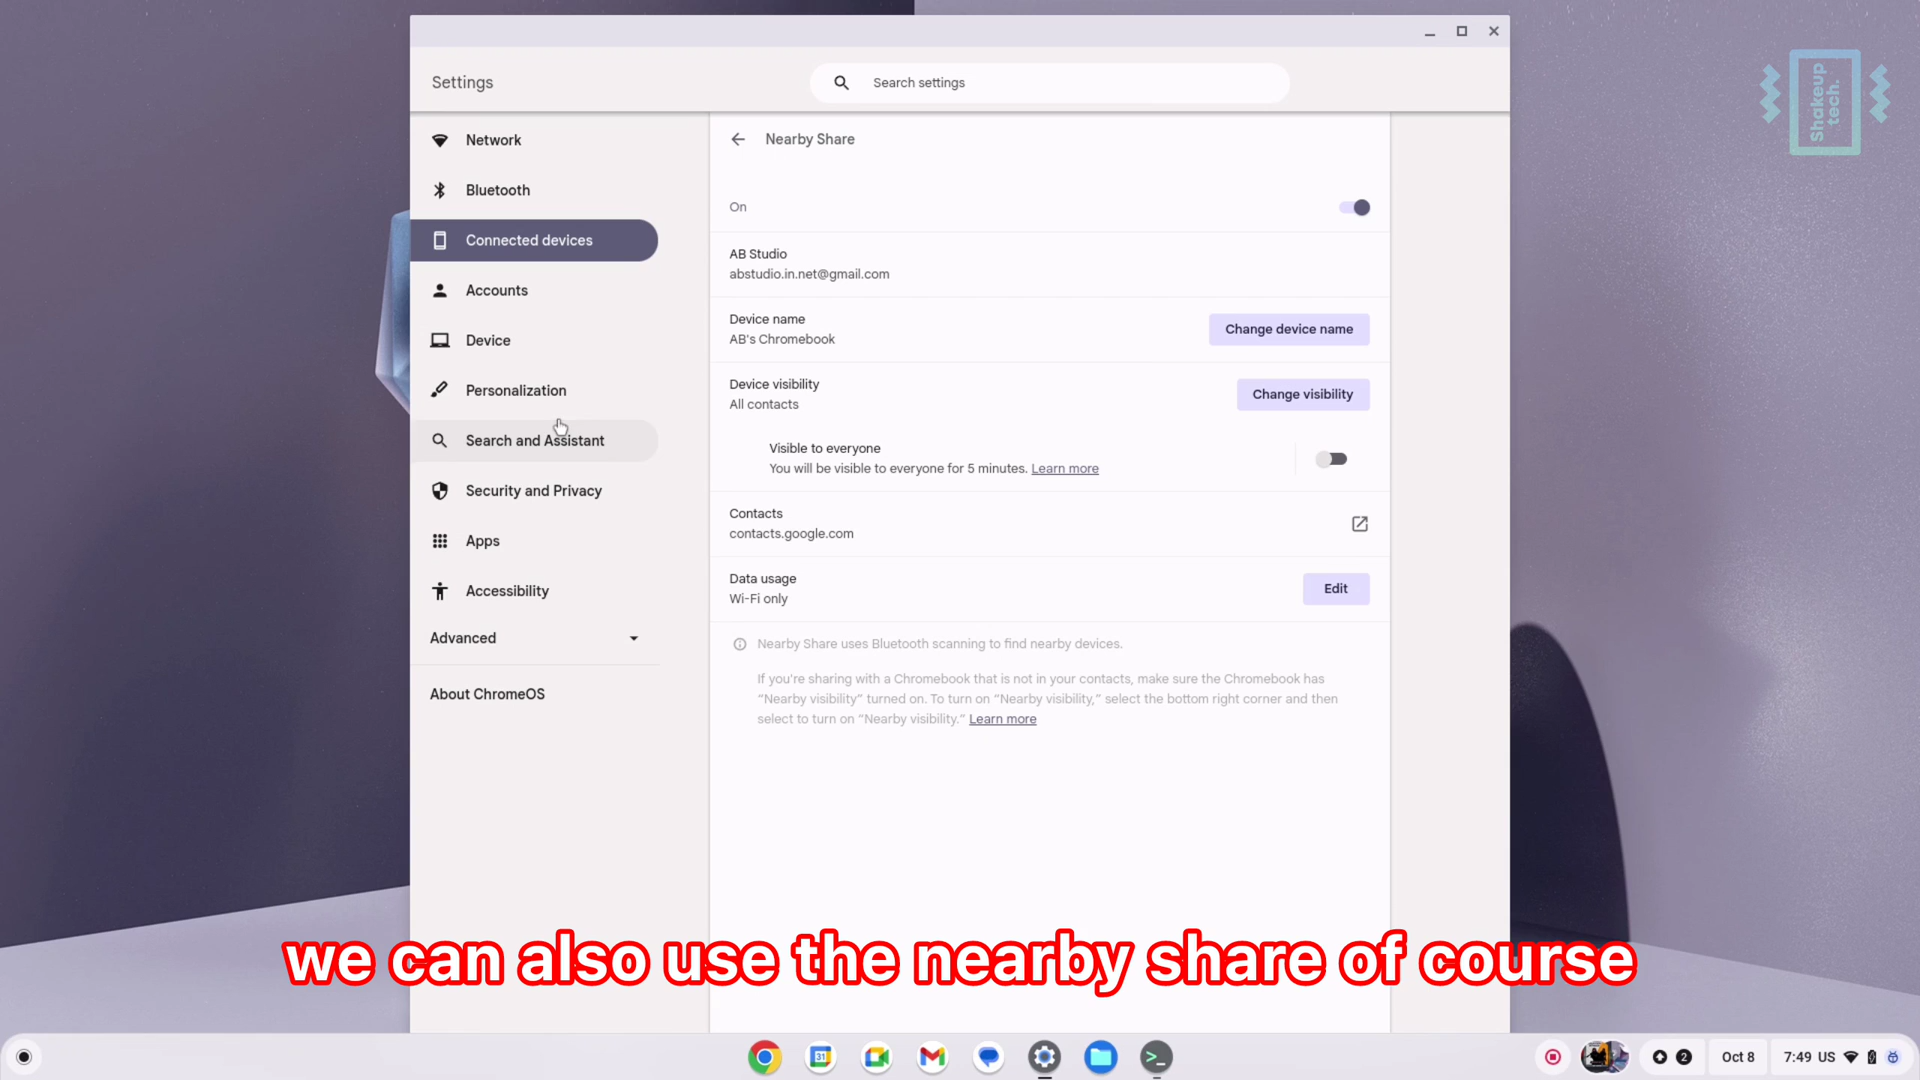 Settings
Search settings
Shakeup
tech.
Network
Bluetooth
Connected devices
Accounts
Device
Personalization
Search and Assistant
Security and Privacy
Apps
Accessibility
Advanced
About ChromeOS
Nearby Share
On
AB Studio
abstudio.in.net@gmail.com
Device name
AB's Chromebook
Change device name
Device visibility
All contacts
Change visibility
Visible to everyone
You will be visible to everyone for 5 minutes. Learn more
Contacts
contacts.google.com
Data usage
Wi-Fi only
Edit
Nearby Share uses Bluetooth scanning to find nearby devices.
If you're sharing with a Chromebook that is not in your contacts, make sure the Chromebook has
“Nearby visibility” turned on. To turn on “Nearby visibility,” select the bottom right corner and then
select to turn on “Nearby visibility.” Learn more
we can also use the nearby share of course
31
2
Oct 8
7:49 US